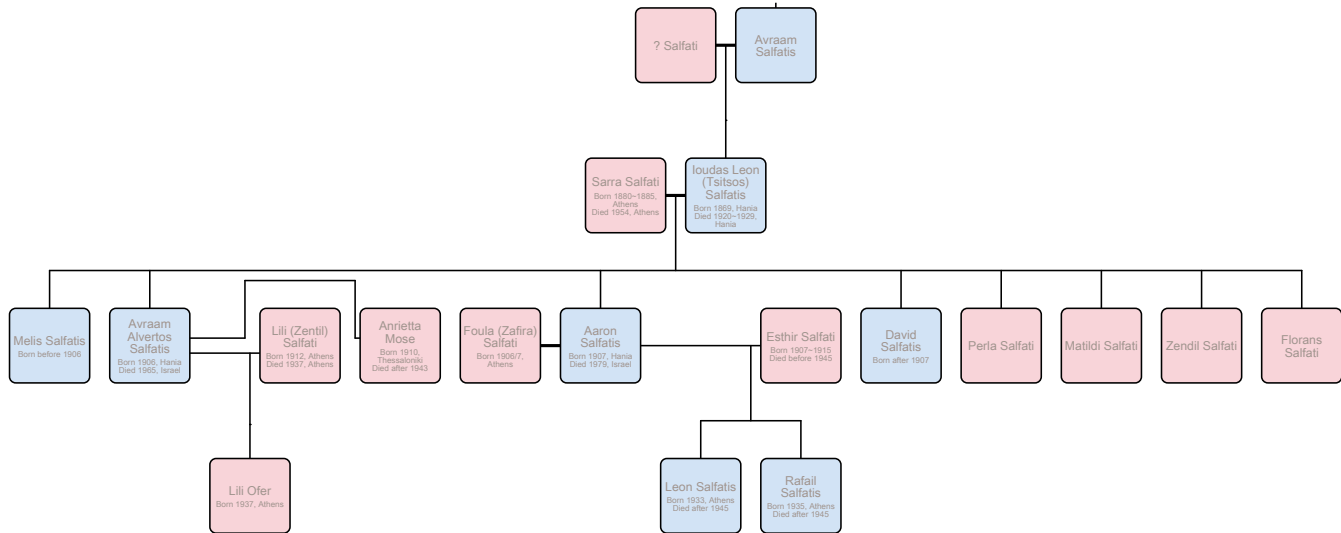 ? Salfati
Avraam
Salfatis
Sarra Salfati
Born 1880~1885,
Athens
Died 1954, Athens
Ioudas Leon
(Tsitsos)
Salfatis
Born 1869, Hania
Died 1920~1929,
Hania
Melis Salfatis
Born before 1906
Avraam
Alvertos
Salfatis
Born 1906, Hania
Died 1965, Israel
Lili (Zentil)
Salfati
Born 1912, Athens
Died 1937, Athens
Anrietta
Mose
Born 1910,
Thessaloniki
Died after 1943
Foula (Zafira)
Salfati
Born 1906/7,
Athens
Aaron
Salfatis
Born 1907, Hania
Died 1979, Israel
Esthir Salfati
Born 1907~1915
Died before 1945
David
Salfatis
Born after 1907
Perla Salfati
Matildi Salfati
Zendil Salfati
Florans
Salfati
Lili Ofer
Born 1937, Athens
Leon Salfatis
Born 1933, Athens
Died after 1945
Rafail
Salfatis
Born 1935, Athens
Died after 1945